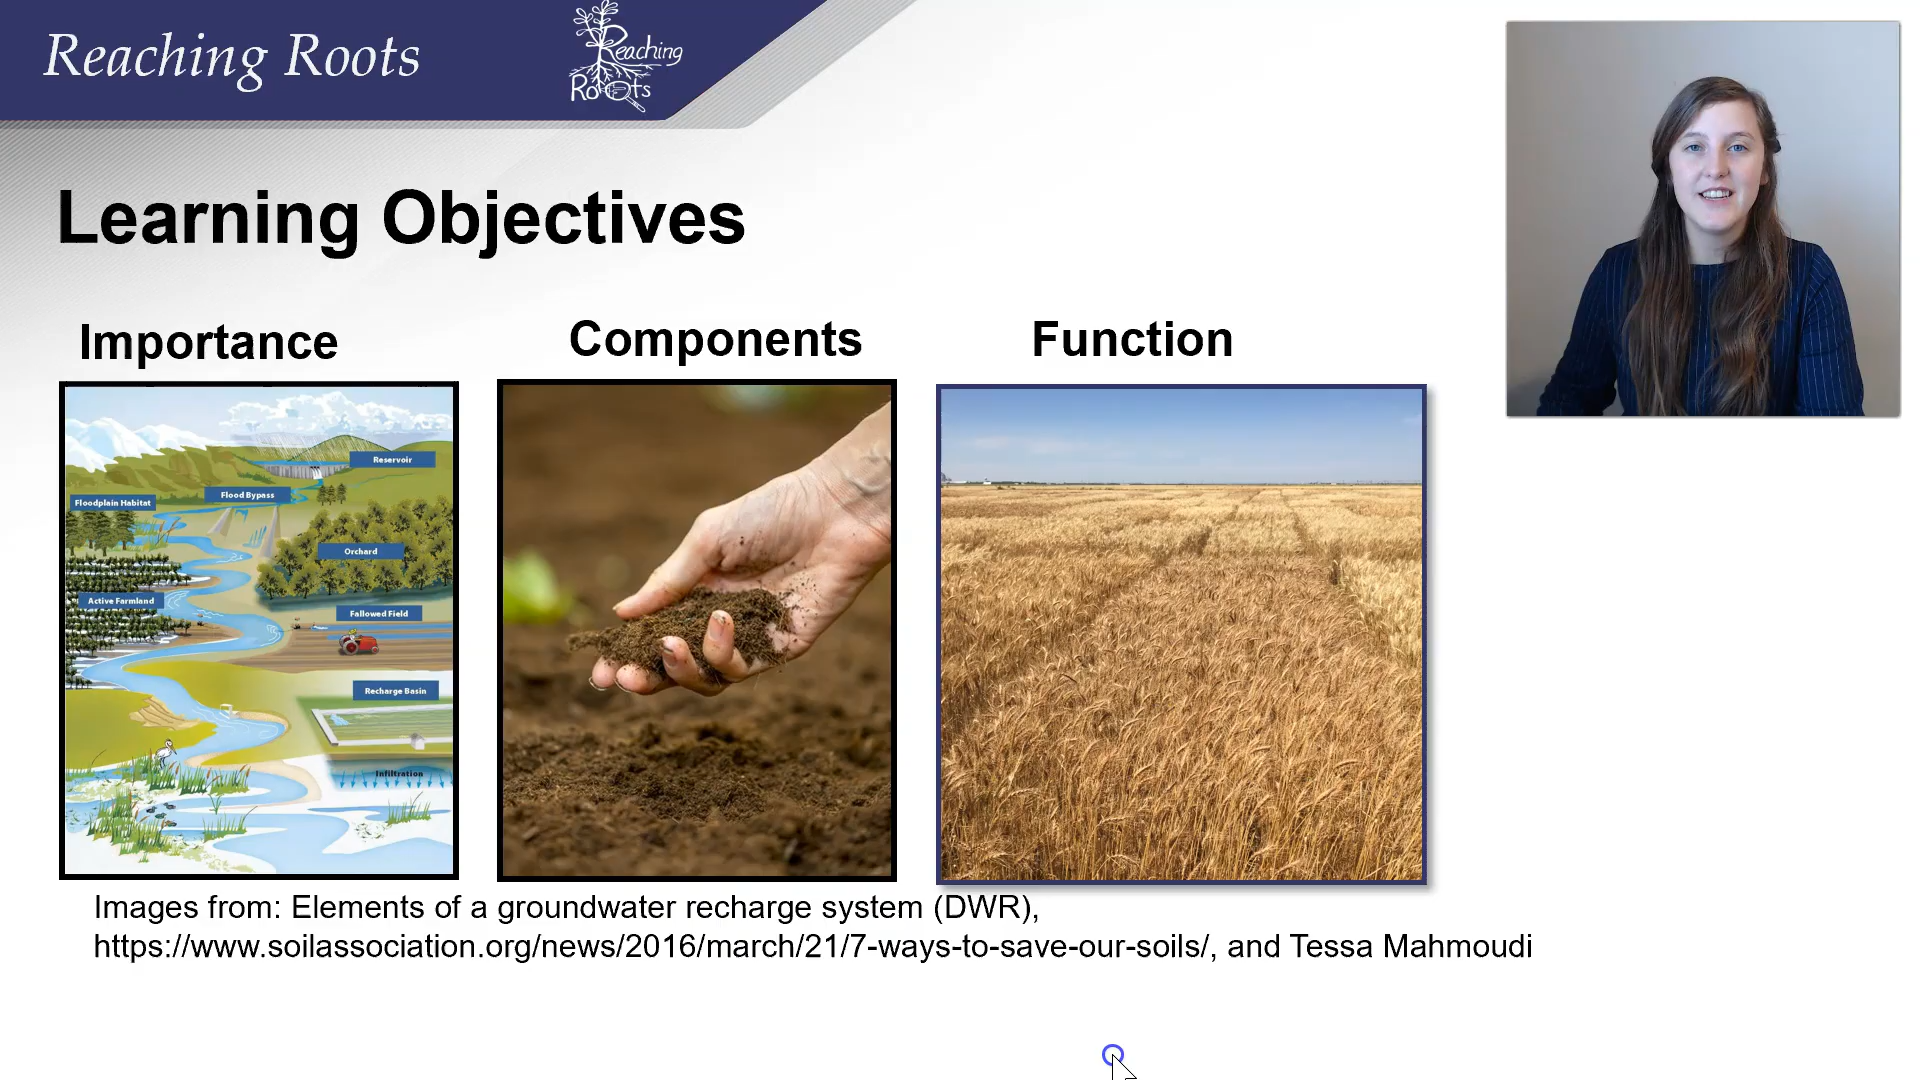 Reaching Roots
Reaching
Roots
Learning Objectives
Importance
Components
Function
Reservoir
Flood Bypass
Floodplain Habitat
Orchard
Active Farmland
Fallowed Field
Recharge Basin
Infiltration
Images from: Elements of a groundwater recharge system (DWR),
https://www.soilassociation.org/news/2016/march/21/7-ways-to-save-our-soils/, and Tessa Mahmoudi